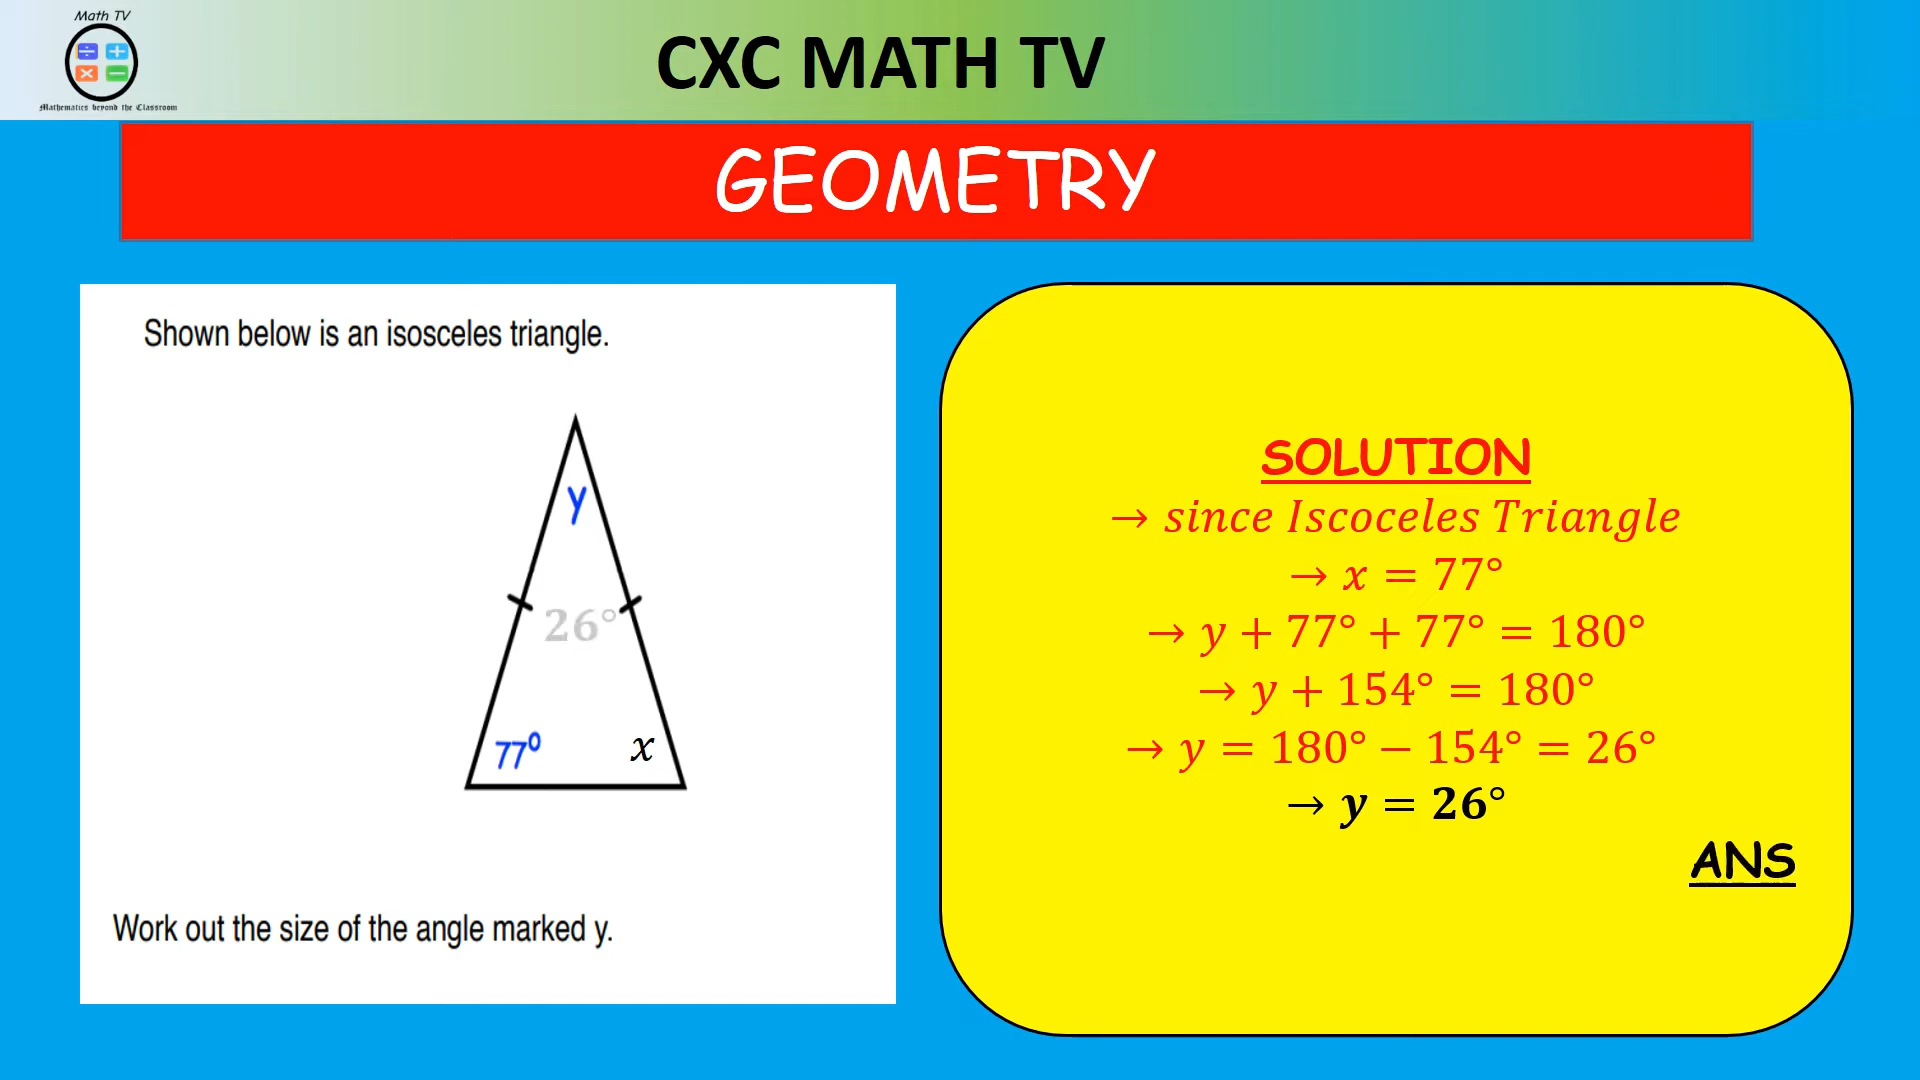 Math TV
÷ +
× −
Mathematics beyond the Classroom
CXC MATH TV
GEOMETRY
Shown below is an isosceles triangle.
y
26°
77⁰
x
Work out the size of the angle marked y.
SOLUTION
→ since Iscoceles Triangle
→ x = 77°
→ y + 77° + 77° = 180°
→ y + 154° = 180°
→ y = 180° − 154° = 26°
→ y = 26°
ANS